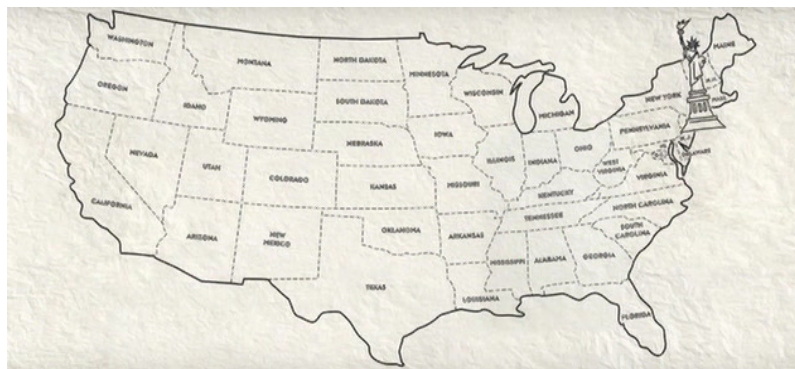 WASHINGTON
MONTANA
NORTH DAKOTA
MINNESOTA
MAINE
OREGON
IDAHO
SOUTH DAKOTA
WISCONSIN
MICHIGAN
NEW YORK
WYOMING
IOWA
PENNSYLVANIA
NEBRASKA
NEVADA
UTAH
COLORADO
ILLINOIS
INDIANA
OHIO
WEST
VIRGINIA
DELAWARE
VIRGINIA
KANSAS
MISSOURI
KENTUCKY
CALIFORNIA
NORTH CAROLINA
TENNESSEE
ARIZONA
NEW
MEXICO
OKLAHOMA
ARKANSAS
SOUTH
CAROLINA
MISSISSIPPI
ALABAMA
GEORGIA
TEXAS
LOUISIANA
FLORIDA